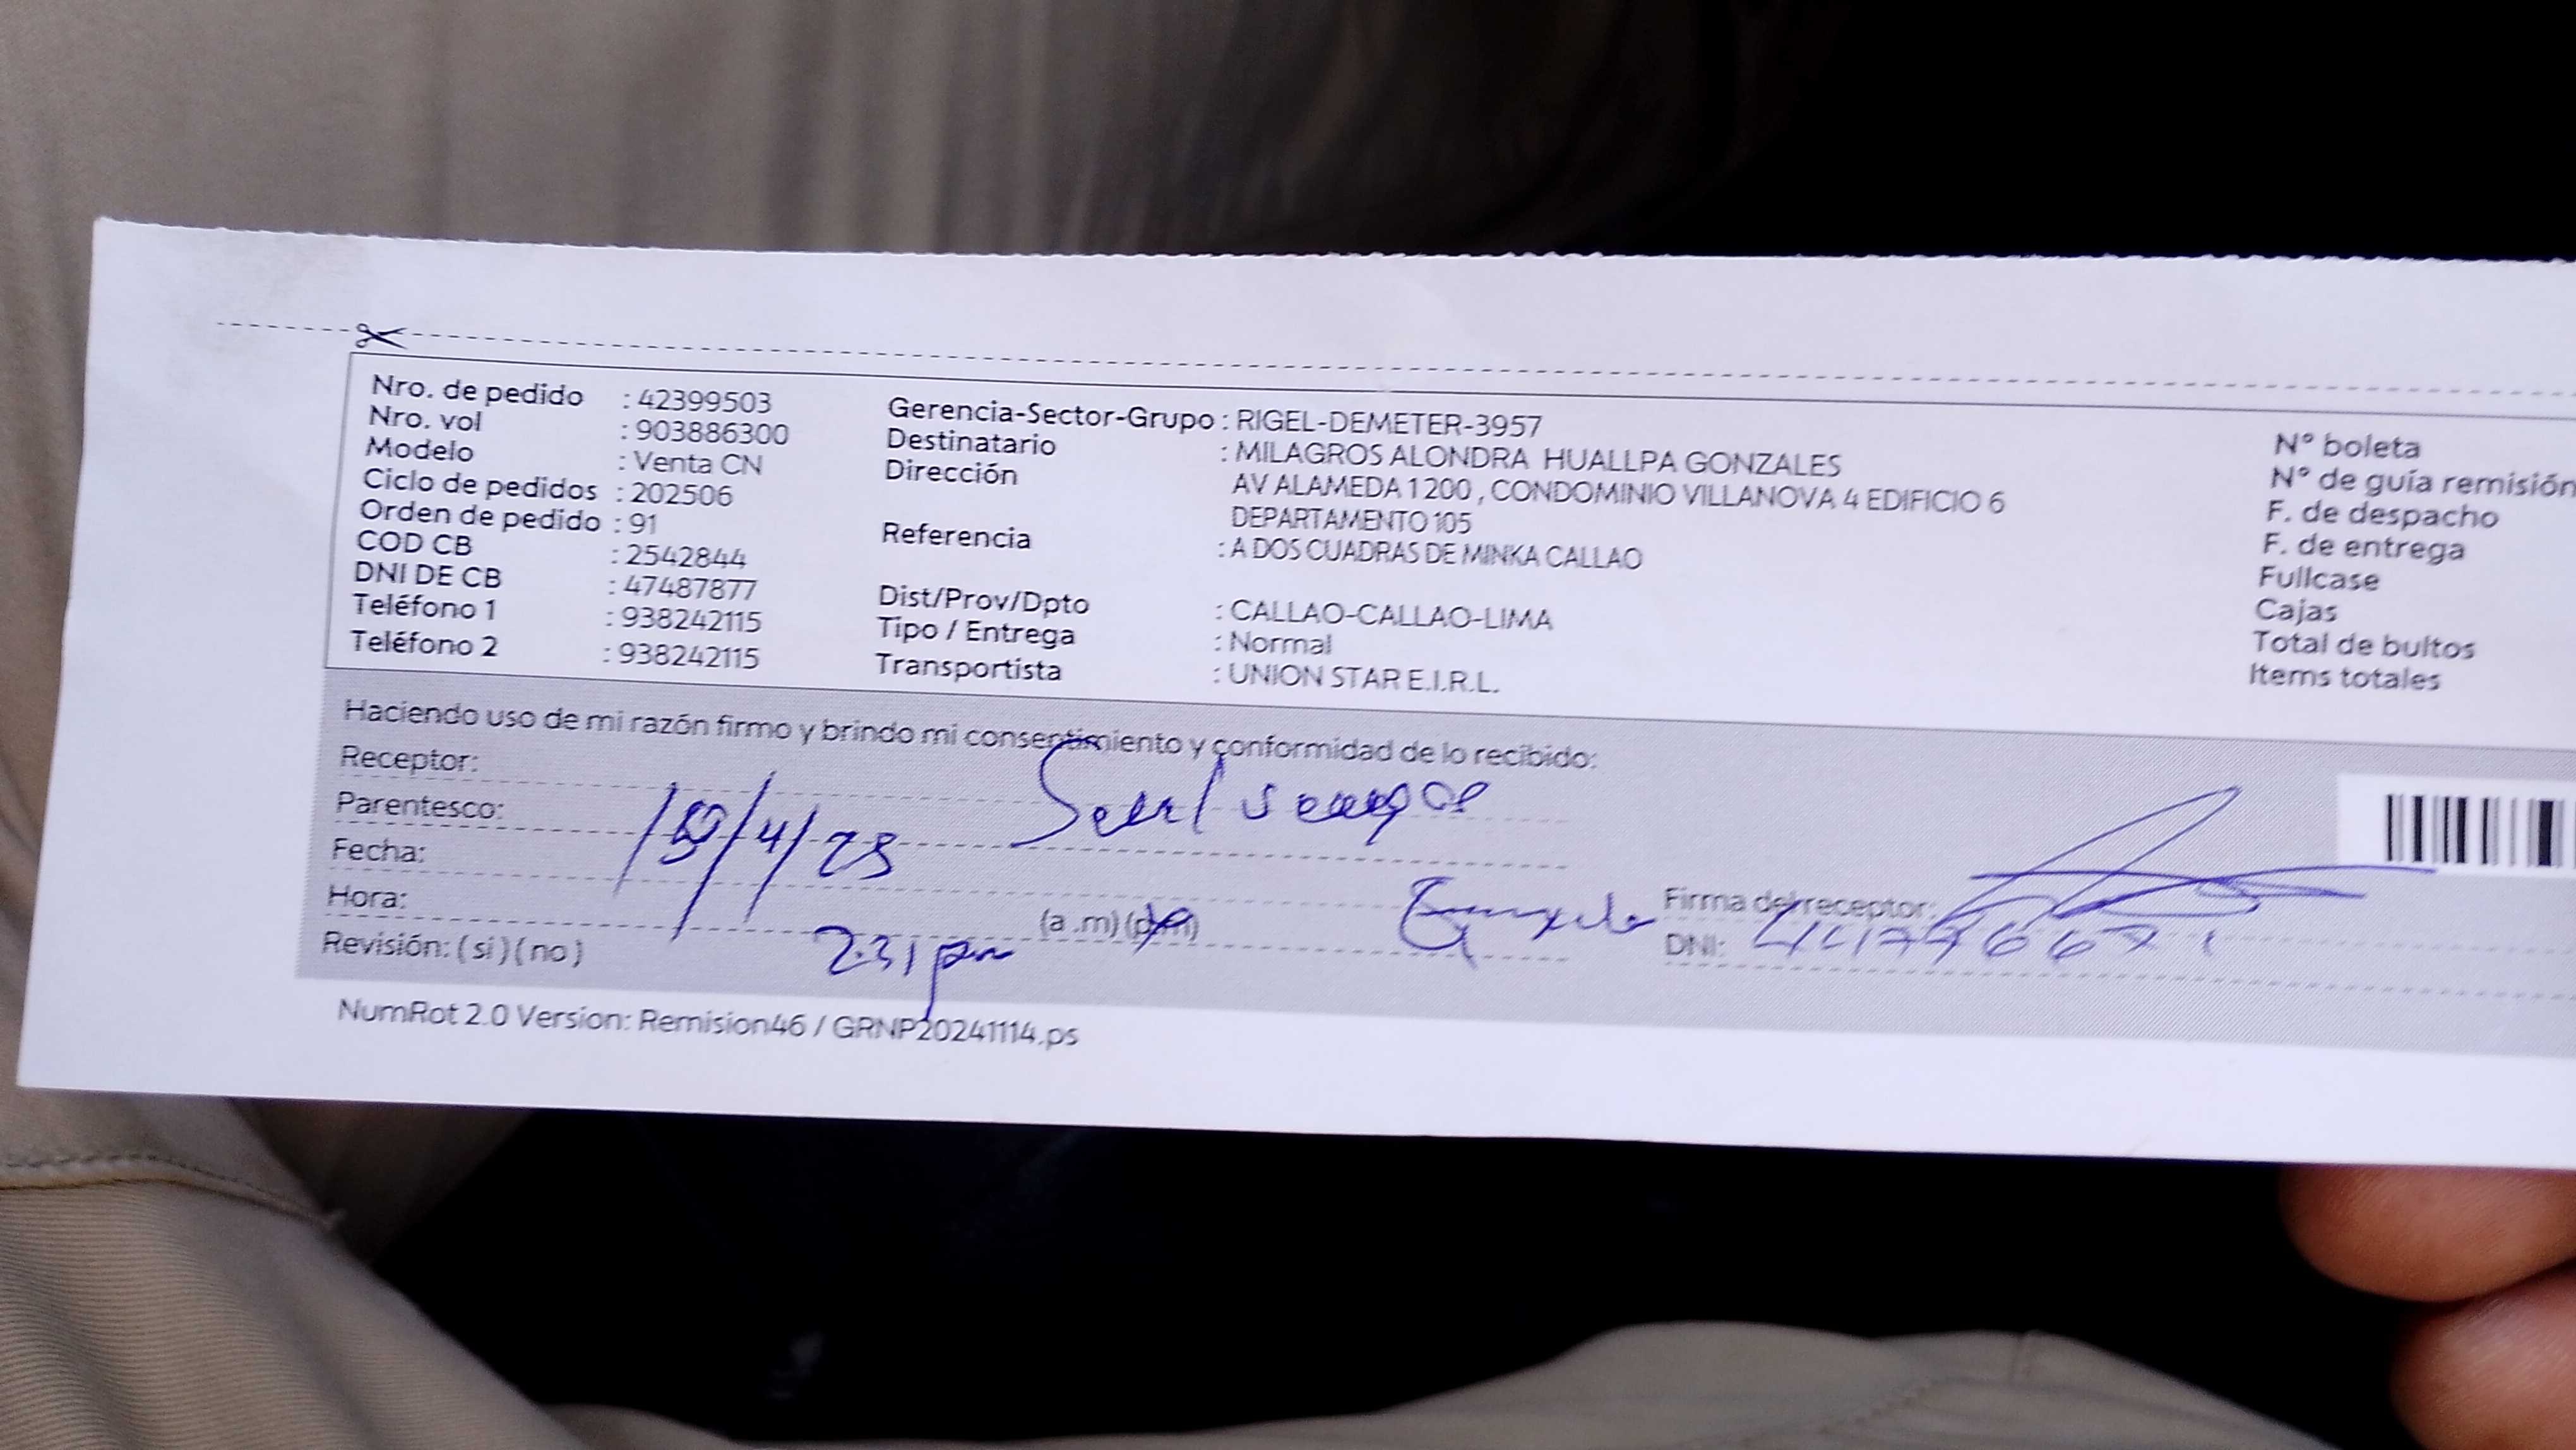 Nro. de pedido : 42399503
Nro. vol : 903886300
Modelo : Venta CN
Ciclo de pedidos : 202506
Orden de pedido : 91
COD CB : 2542844
DNI DE CB : 47487877
Teléfono 1 : 938242115
Teléfono 2 : 938242115
Gerencia-Sector-Grupo : RIGEL-DEMETER-3957
Destinatario : MILAGROS ALONDRA HUALLPA GONZALES
Dirección AV ALAMEDA 1200 , CONDOMINIO VILLANOVA 4 EDIFICIO 6
DEPARTAMENTO 105
Referencia : A DOS CUADRAS DE MINKA CALLAO
Dist/Prov/Dpto : CALLAO-CALLAO-LIMA
Tipo / Entrega : Normal
Transportista : UNION STAR E.I.R.L.
N° boleta
N° de guía remisión
F. de despacho
F. de entrega
Fullcase
Cajas
Total de bultos
Items totales
Haciendo uso de mi razón firmo y brindo mi consentimiento y conformidad de lo recibido:
Receptor:
Parentesco:
Fecha:
Hora: (a .m) (p.m)
2:31 pm
Revisión: ( si ) ( no )
Firma del receptor:
DNI:
NumRot 2.0 Version: Remision46 / GRNP20241114.ps